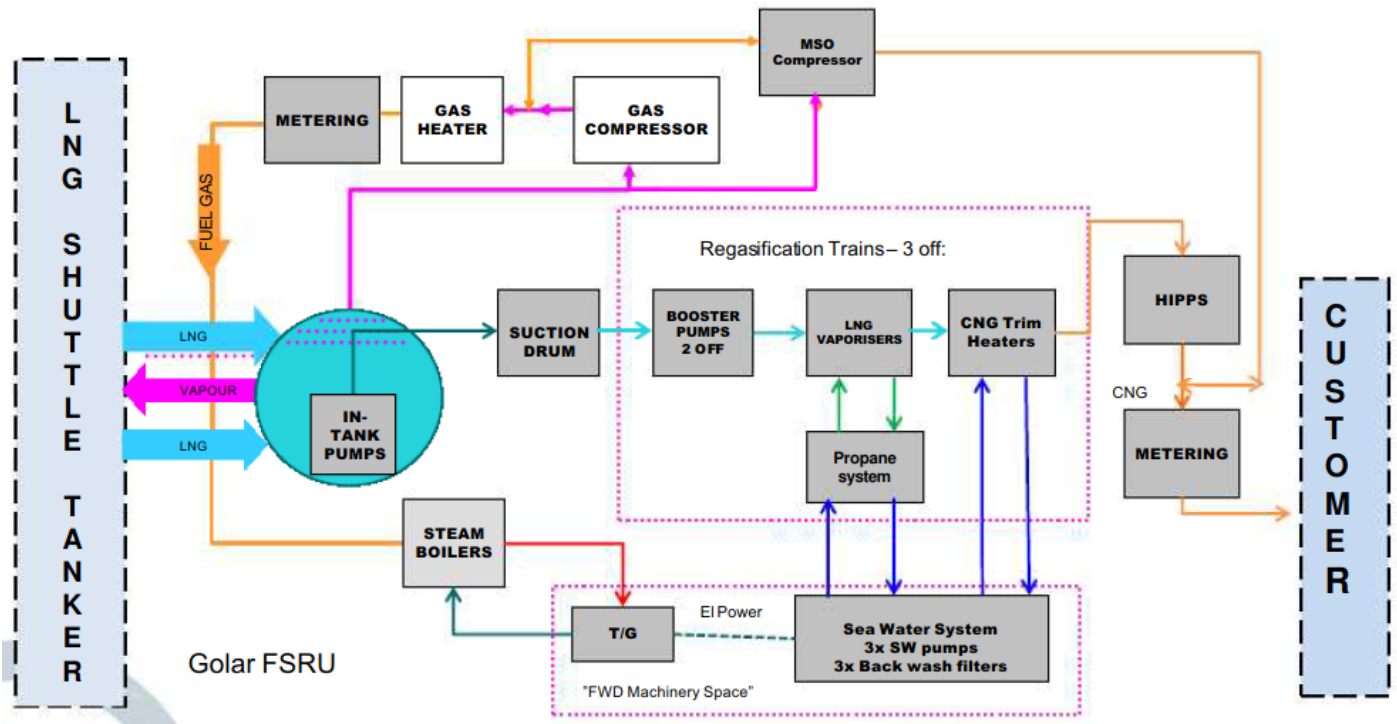 L
N
G
S
H
U
T
T
L
E
T
A
N
K
E
R
MSO
Compressor
METERING
GAS
HEATER
GAS
COMPRESSOR
FUEL GAS
Regasification Trains – 3 off:
LNG
VAPOUR
LNG
IN-
TANK
PUMPS
SUCTION
DRUM
BOOSTER
PUMPS
2 OFF
LNG
VAPORISERS
CNG Trim
Heaters
HIPPS
CNG
METERING
Propane
system
STEAM
BOILERS
T/G
El Power
Sea Water System
3x SW pumps
3x Back wash filters
"FWD Machinery Space"
Golar FSRU
C
U
S
T
O
M
E
R